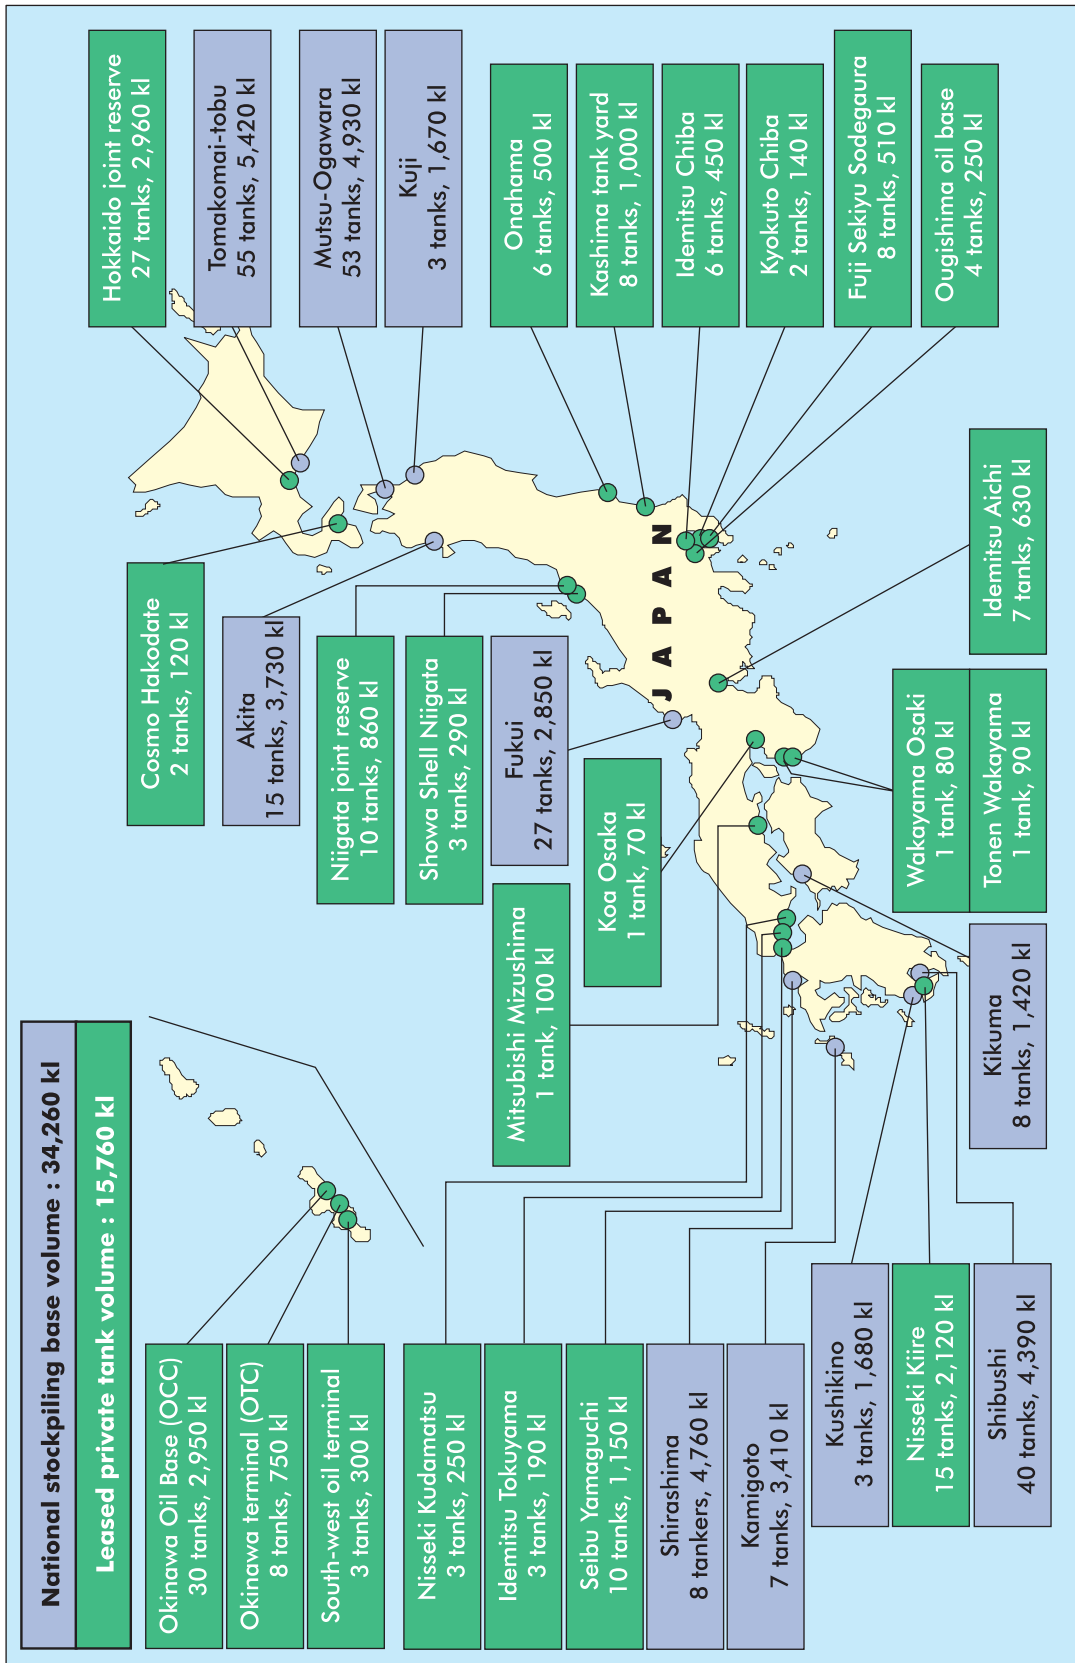 National stockpiling base volume : 34,260 kl
Leased private tank volume : 15,760 kl
Okinawa Oil Base (OCC)
30 tanks, 2,950 kl
Okinawa terminal (OTC)
8 tanks, 750 kl
South-west oil terminal
3 tanks, 300 kl
Nisseki Kudamatsu
3 tanks, 250 kl
Idemitsu Tokuyama
3 tanks, 190 kl
Seibu Yamaguchi
10 tanks, 1,150 kl
Shirashima
8 tankers, 4,760 kl
Kamigoto
7 tanks, 3,410 kl
Kushikino
3 tanks, 1,680 kl
Nisseki Kiire
15 tanks, 2,120 kl
Shibushi
40 tanks, 4,390 kl
Cosmo Hakodate
2 tanks, 120 kl
Akita
15 tanks, 3,730 kl
Niigata joint reserve
10 tanks, 860 kl
Showa Shell Niigata
3 tanks, 290 kl
Fukui
27 tanks, 2,850 kl
Koa Osaka
1 tank, 70 kl
Mitsubishi Mizushima
1 tank, 100 kl
JAPAN
Kikuma
8 tanks, 1,420 kl
Wakayama Osaki
1 tank, 80 kl
Tonen Wakayama
1 tank, 90 kl
Idemitsu Aichi
7 tanks, 630 kl
Hokkaido joint reserve
27 tanks, 2,960 kl
Tomakomai-tobu
55 tanks, 5,420 kl
Mutsu-Ogawara
53 tanks, 4,930 kl
Kuji
3 tanks, 1,670 kl
Onahama
6 tanks, 500 kl
Kashima tank yard
8 tanks, 1,000 kl
Idemitsu Chiba
6 tanks, 450 kl
Kyokuto Chiba
2 tanks, 140 kl
Fuji Sekiyu Sodegaura
8 tanks, 510 kl
Ougishima oil base
4 tanks, 250 kl